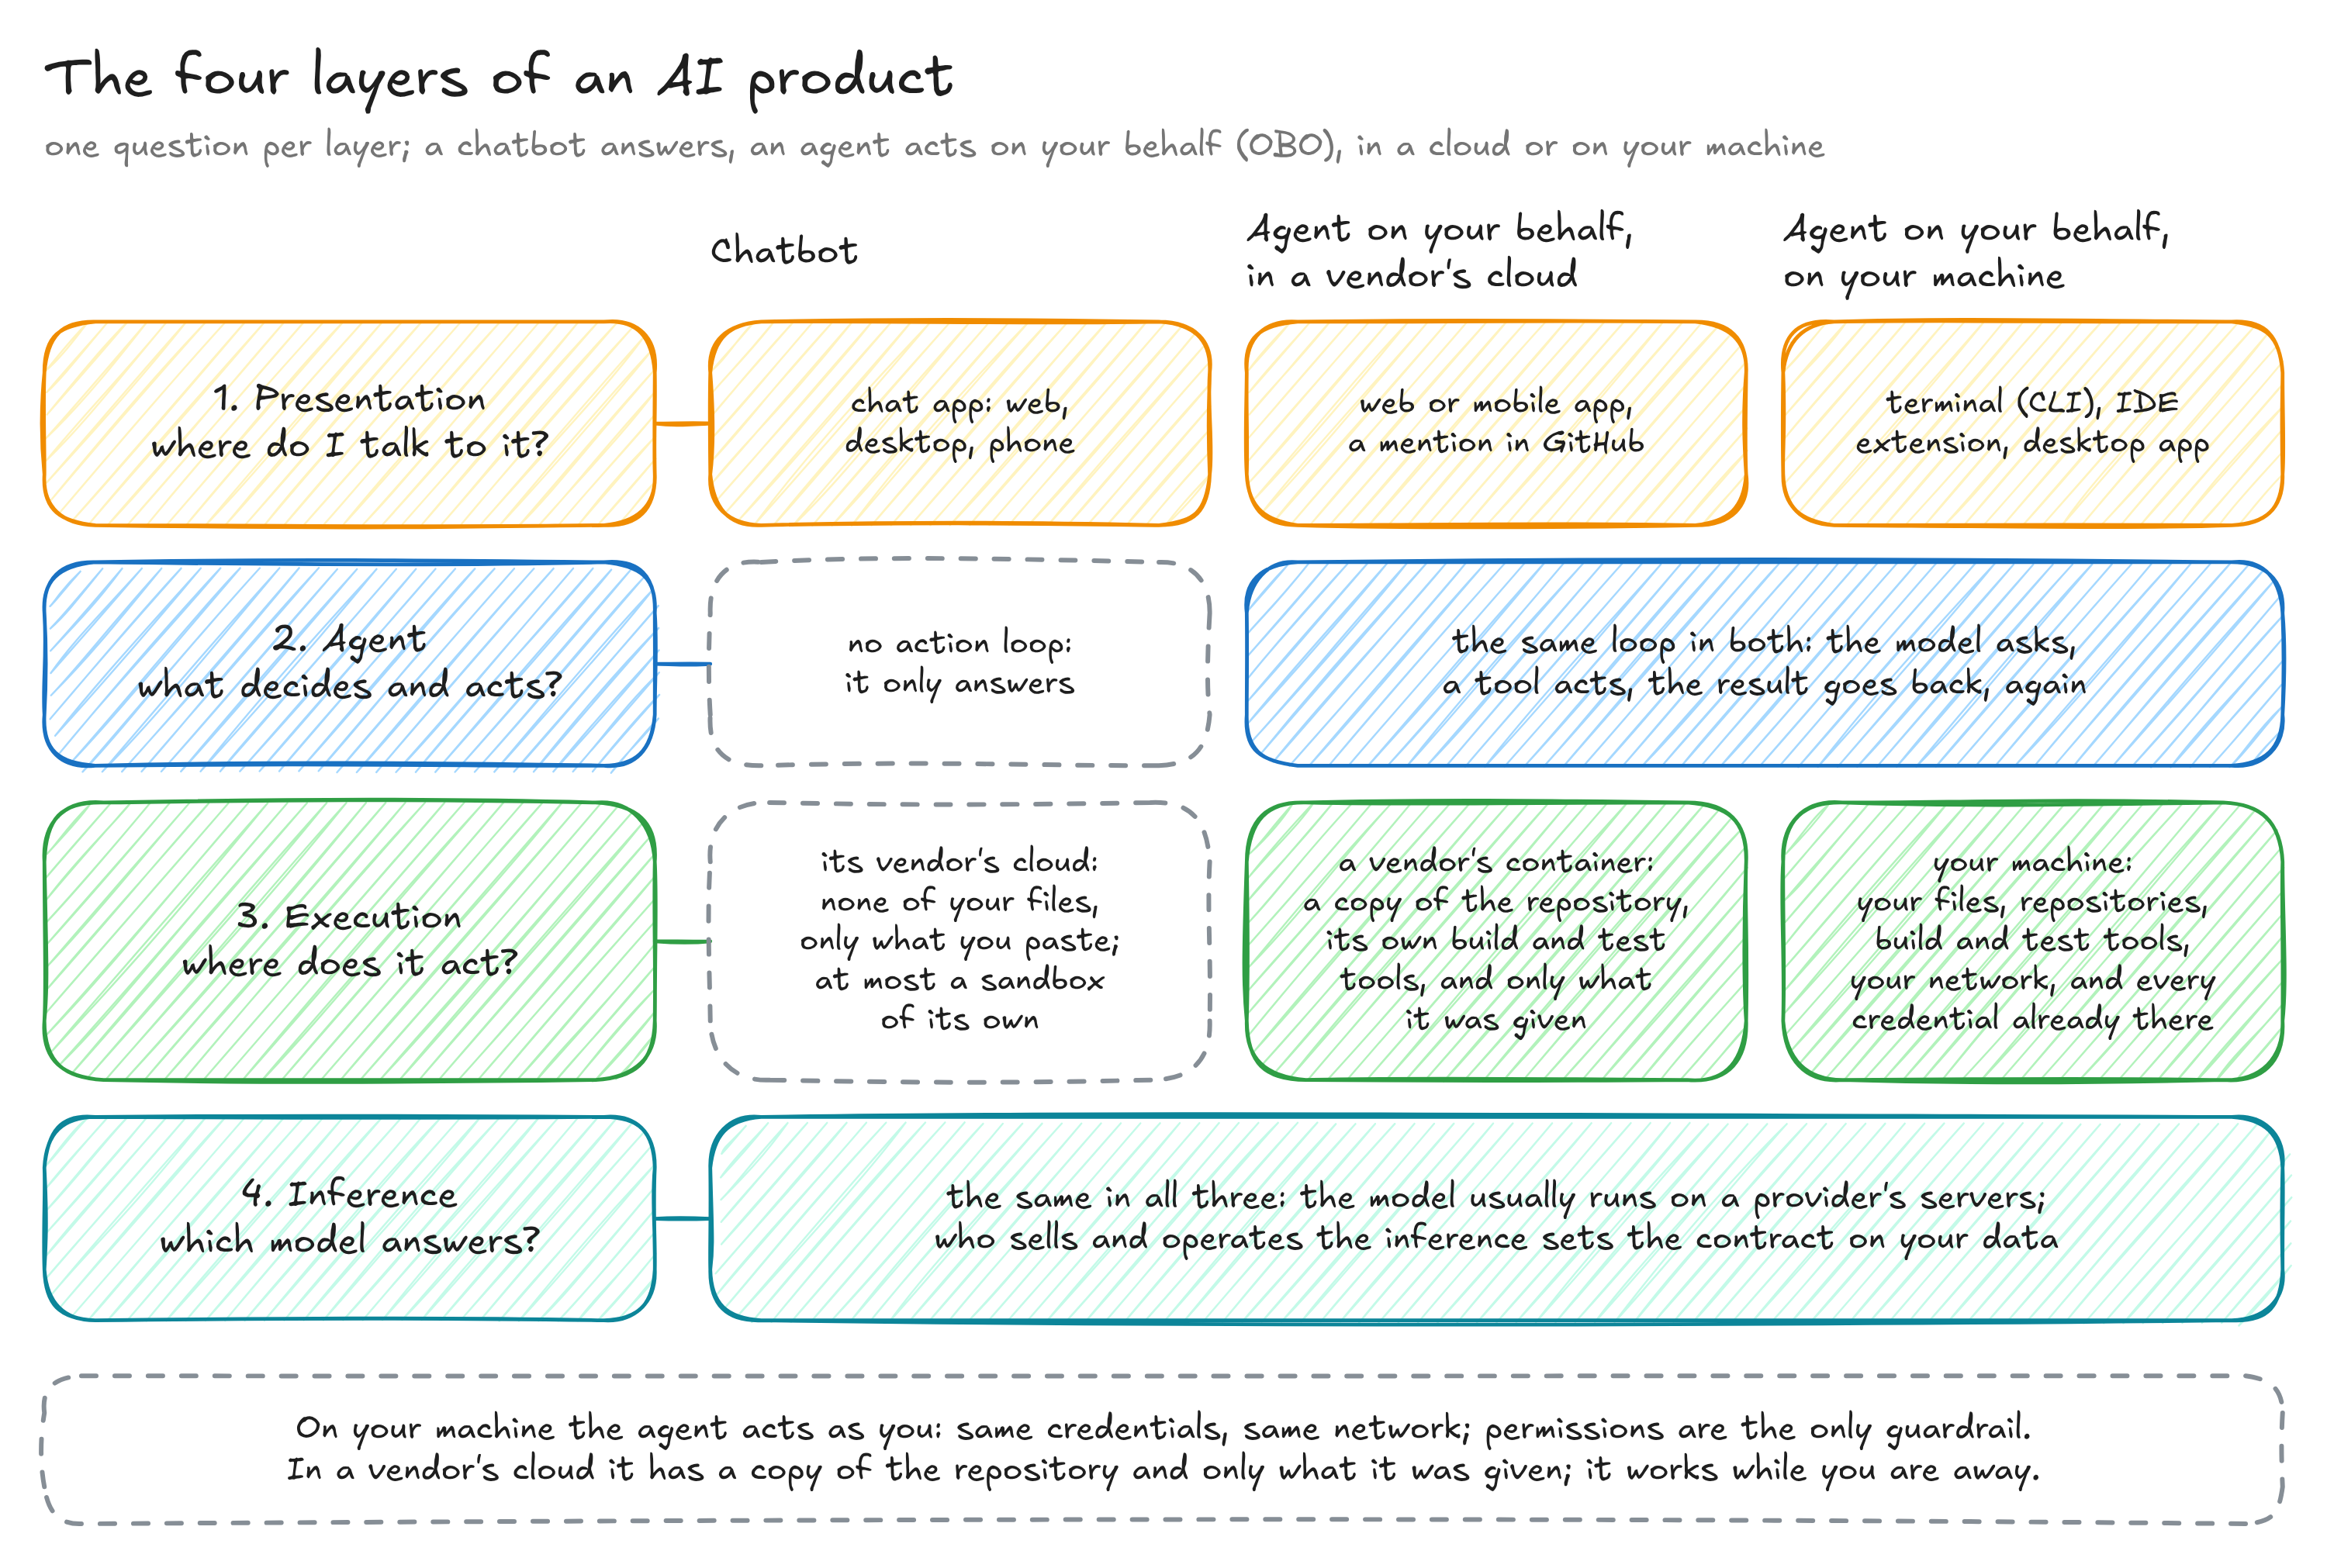 The four layers of an AI product
one question per layer; a chatbot answers, an agent acts on your behalf (OBO), in a cloud or on your machine
Chatbot
Agent on your behalf,
in a vendor's cloud
Agent on your behalf,
on your machine
1. Presentation
where do I talk to it?
chat app: web,
desktop, phone
web or mobile app,
a mention in GitHub
terminal (CLI), IDE
extension, desktop app
2. Agent
what decides and acts?
no action loop:
it only answers
the same loop in both: the model asks,
a tool acts, the result goes back, again
3. Execution
where does it act?
its vendor's cloud:
none of your files,
only what you paste;
at most a sandbox
of its own
a vendor's container:
a copy of the repository,
its own build and test
tools, and only what
it was given
your machine:
your files, repositories,
build and test tools,
your network, and every
credential already there
4. Inference
which model answers?
the same in all three: the model usually runs on a provider's servers;
who sells and operates the inference sets the contract on your data
On your machine the agent acts as you: same credentials, same network; permissions are the only guardrail.
In a vendor's cloud it has a copy of the repository and only what it was given; it works while you are away.